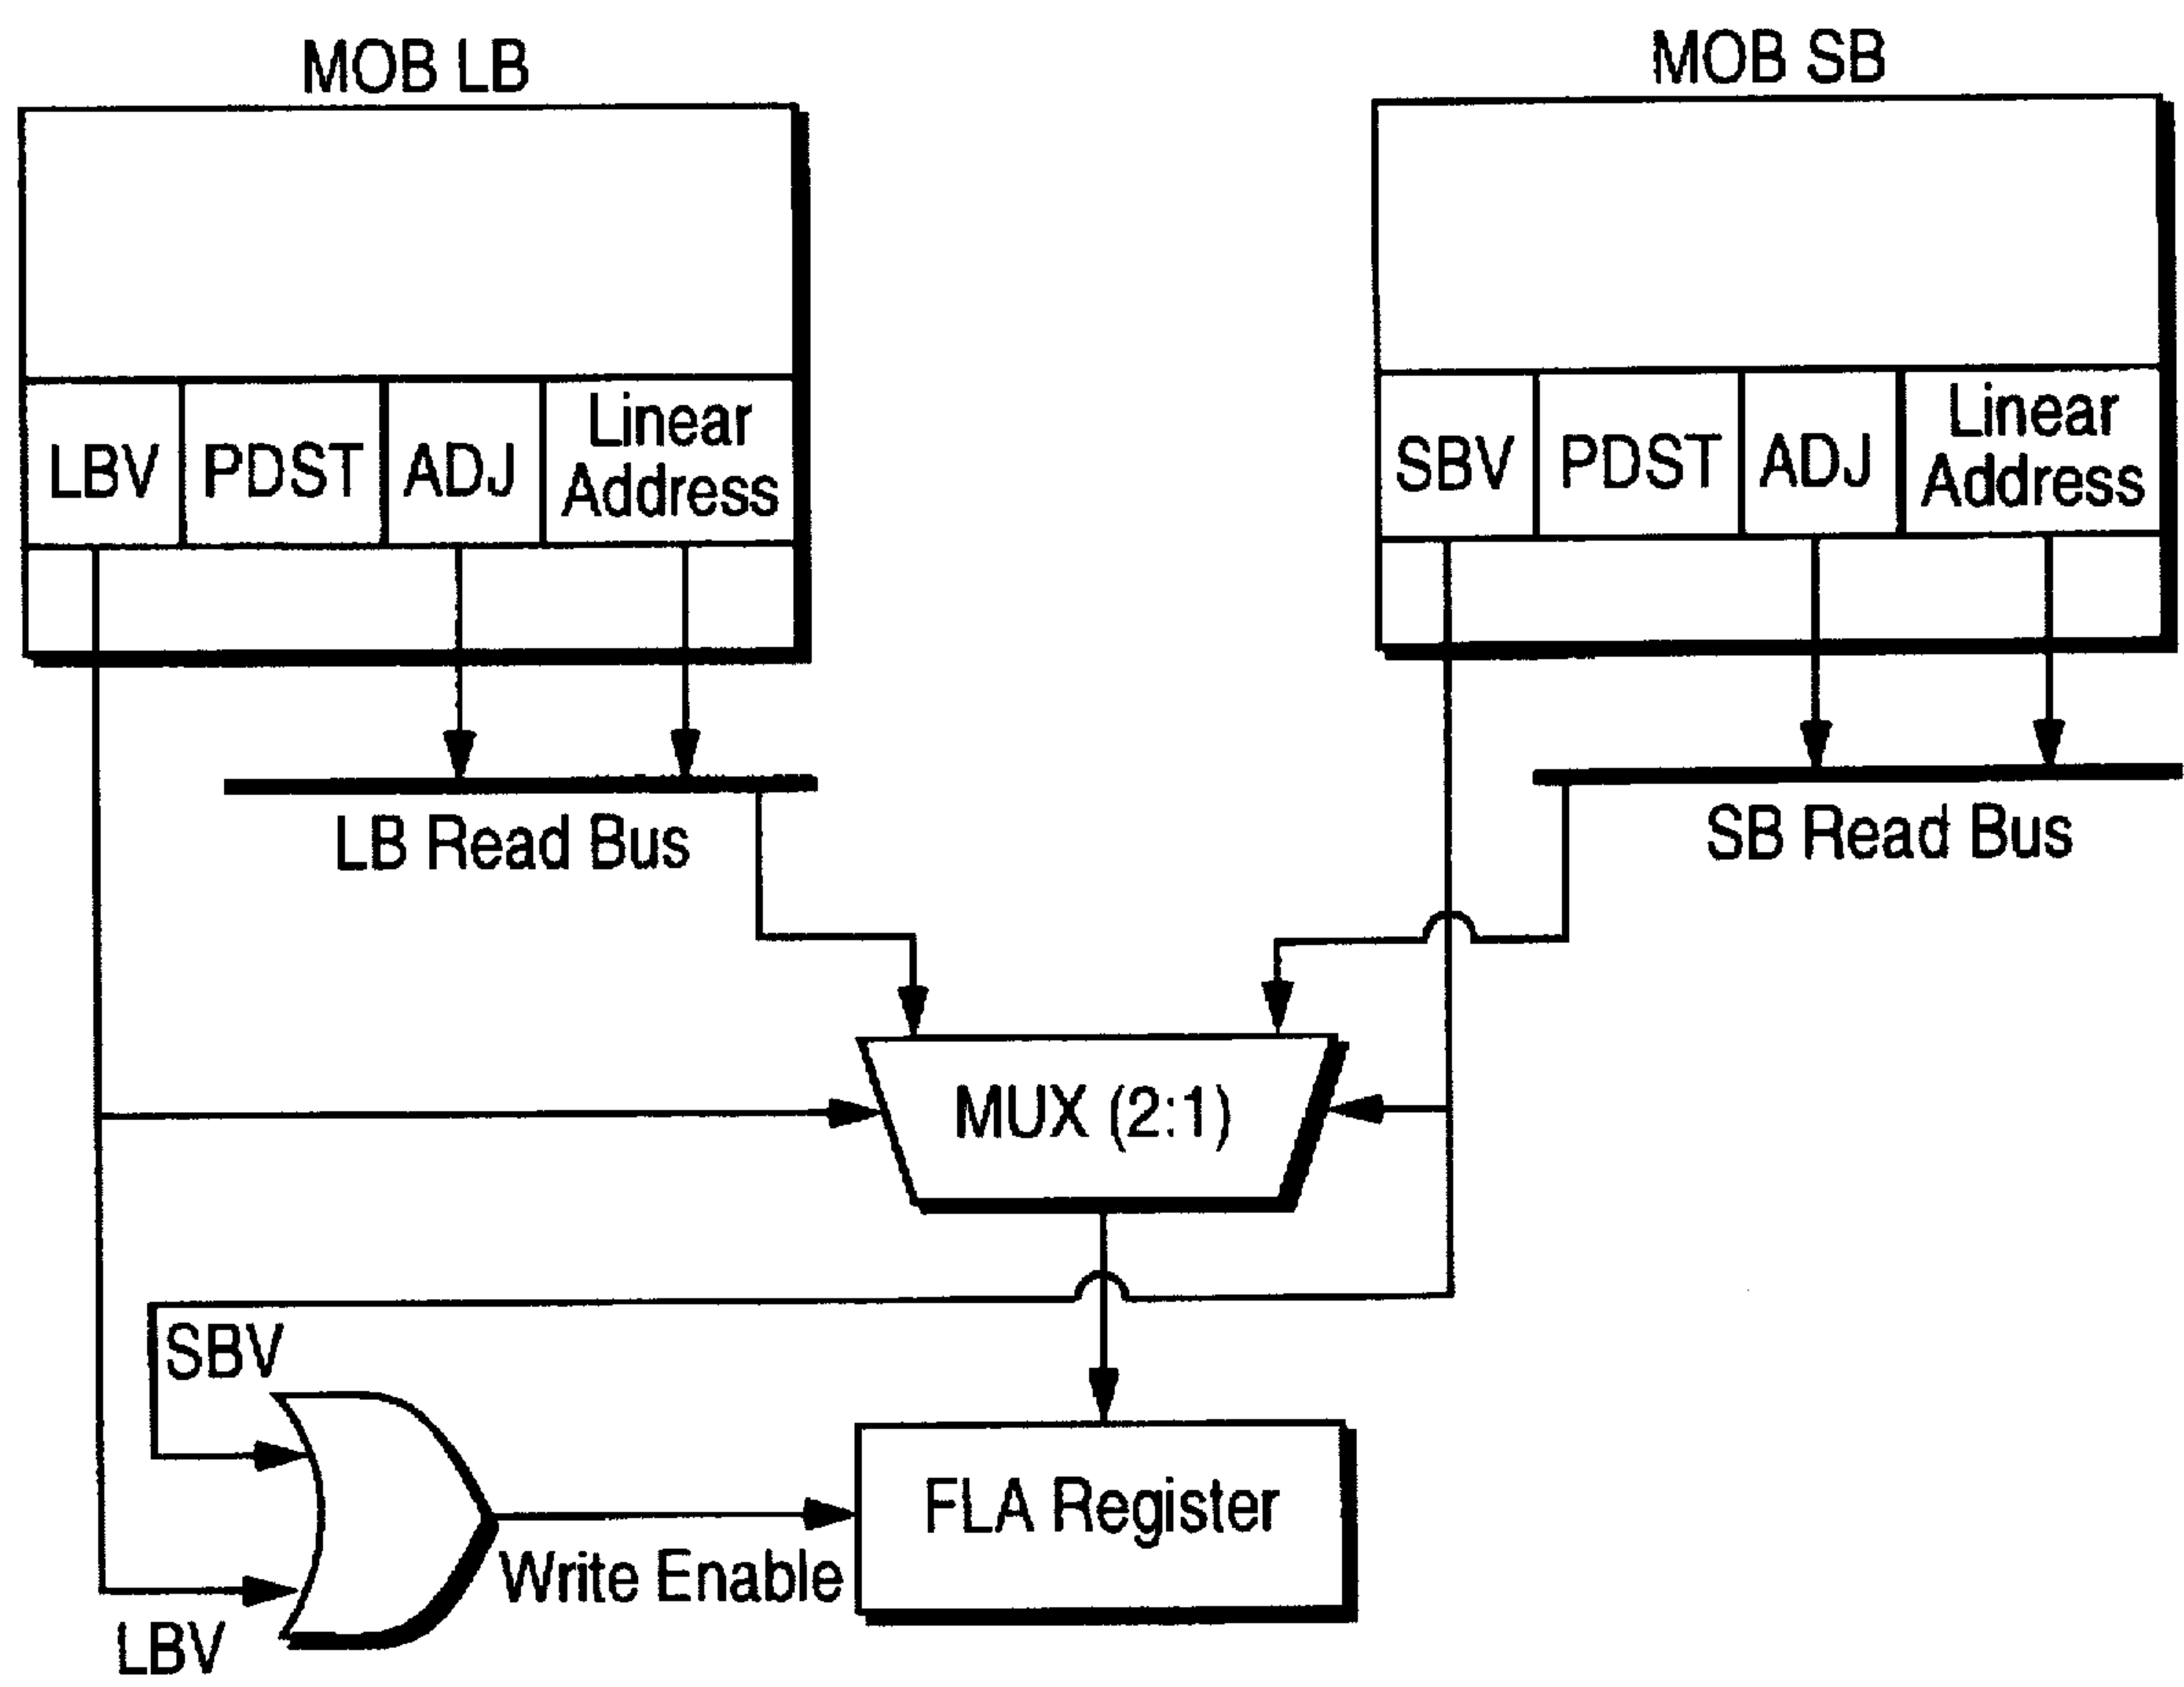 MOB LB
MOB SB
LBV
PDST
ADJ
Linear
Address
SBV
PDST
ADJ
Linear
Address
LB Read Bus
SB Read Bus
MUX (2:1)
SBV
FLA Register
Write Enable
LBV